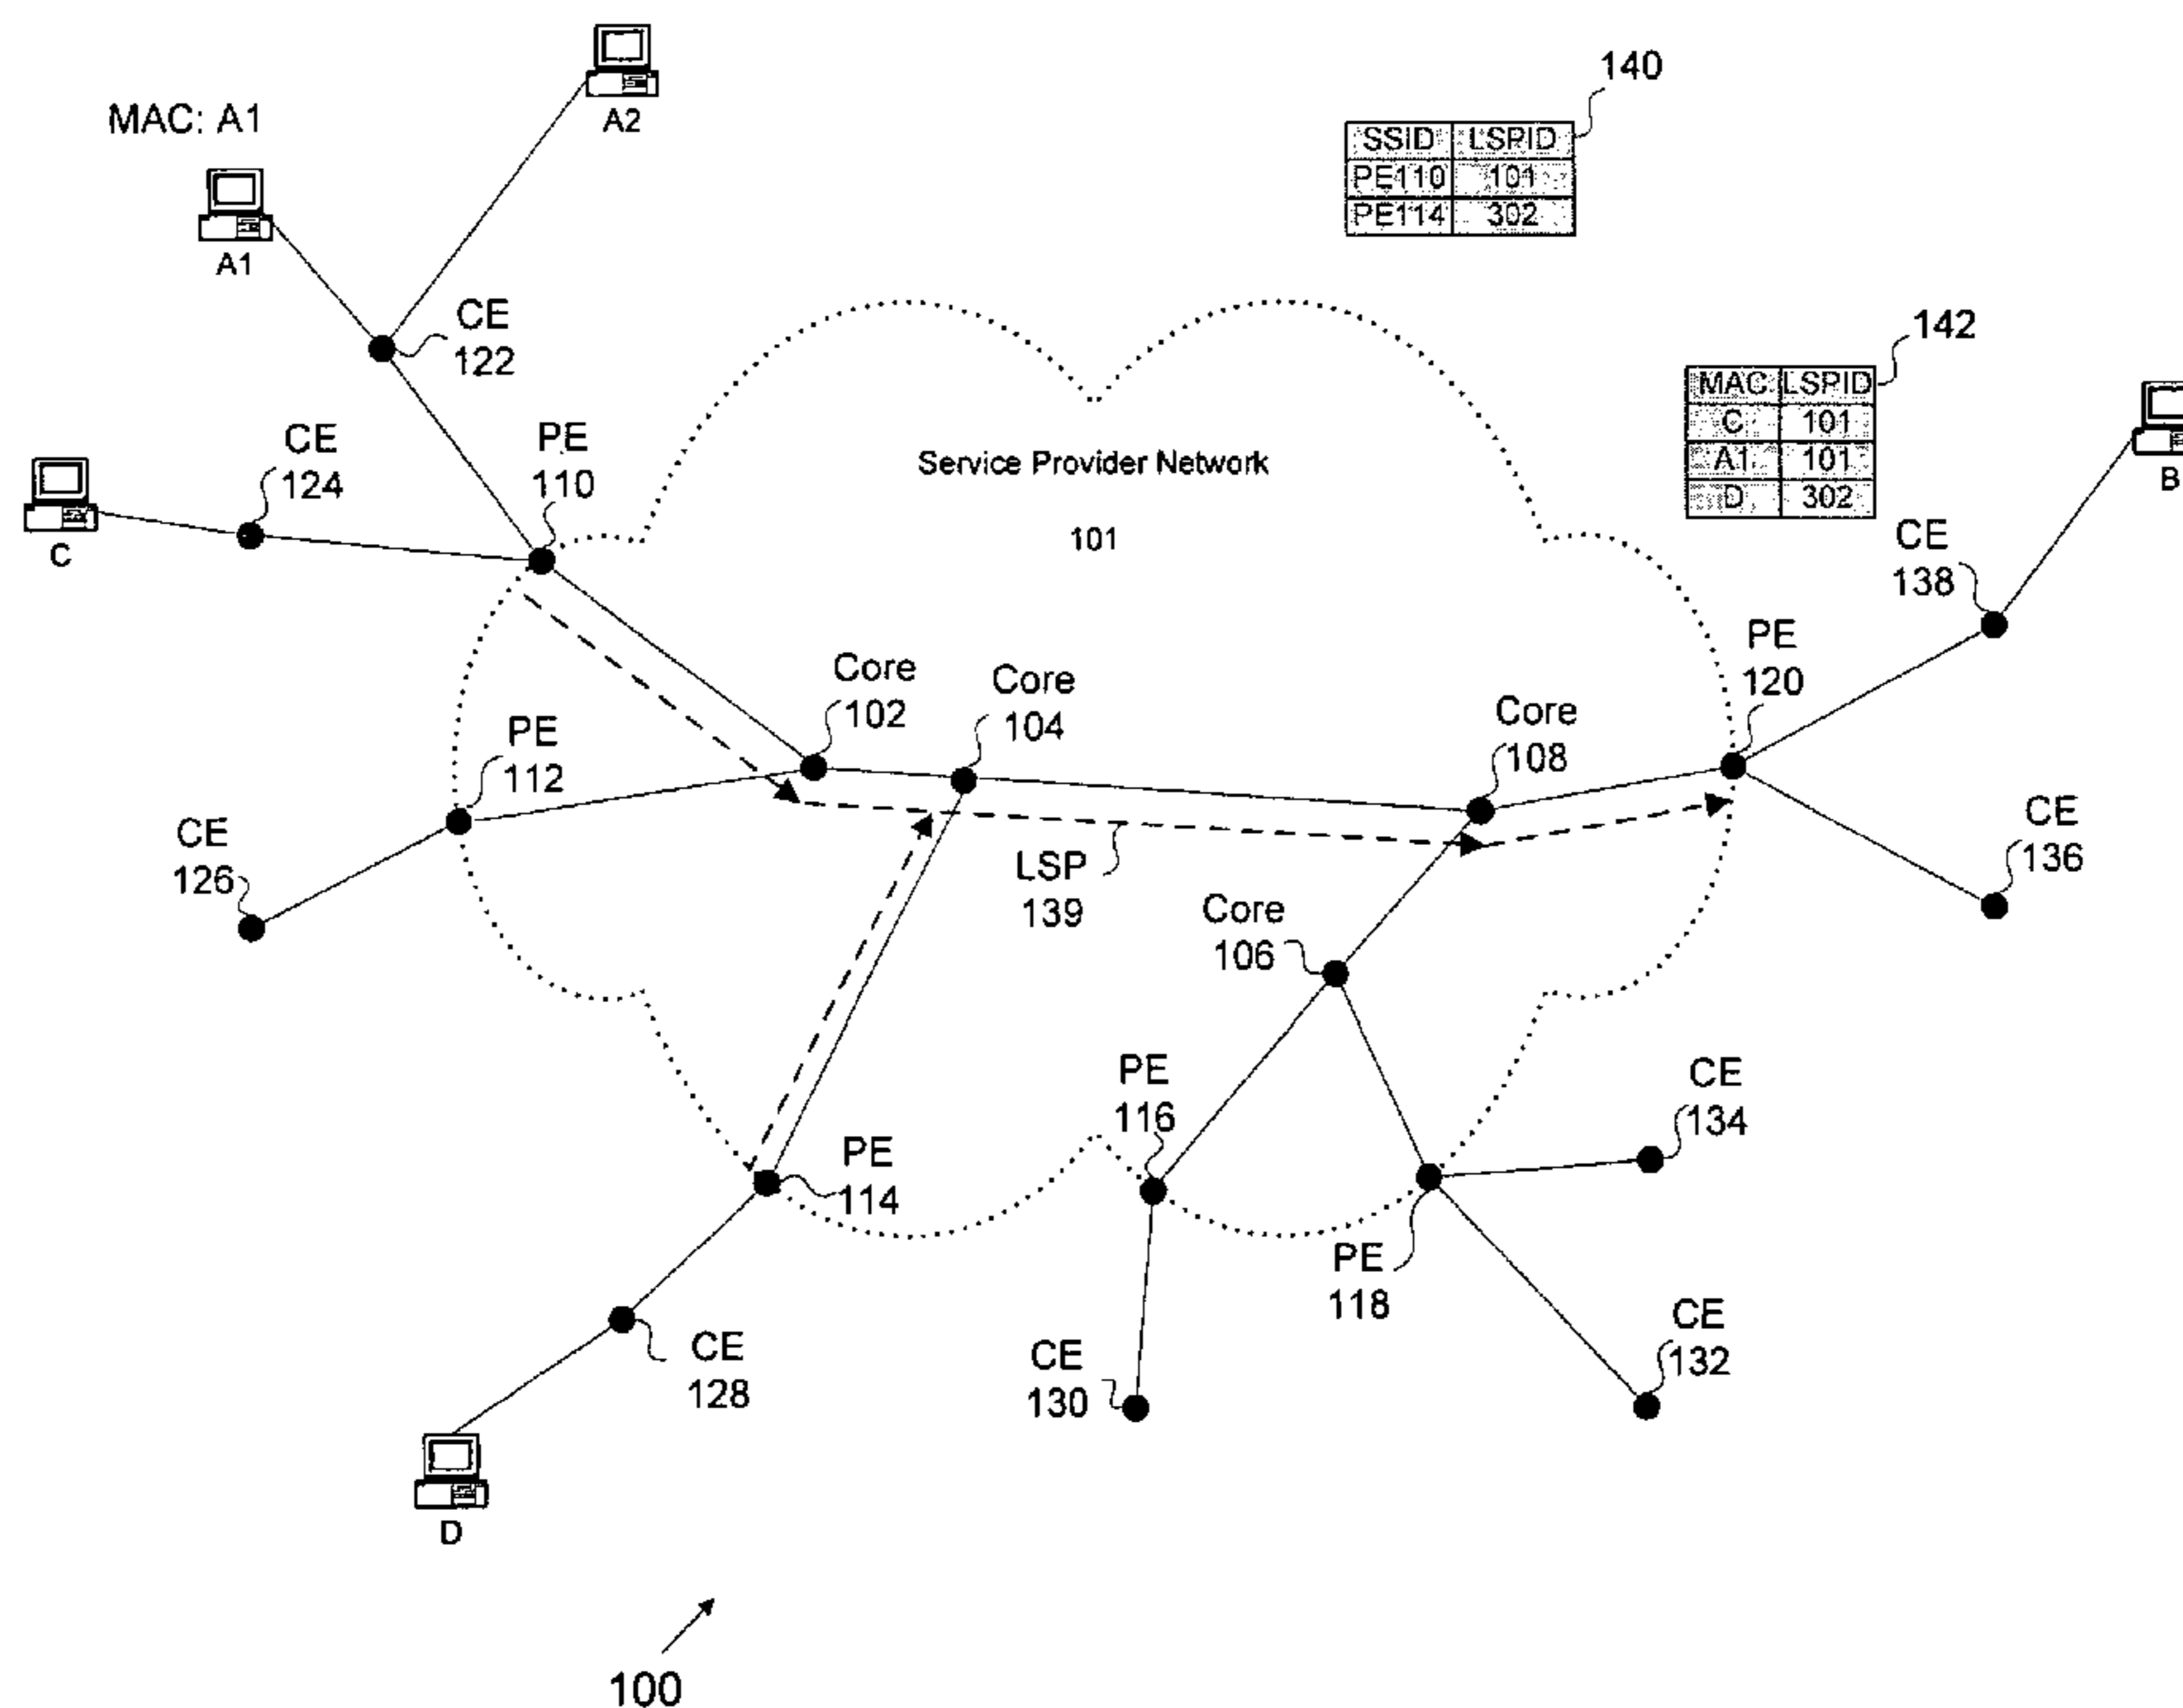 A2
140
MAC: A1
SSID LSPID
PE110 101
PE114 302
A1
CE
122
142
MAC LSPID
C 101
A1 101
D 302
B
CE
124
PE
110
Service Provider Network
101
C
CE
138
PE
120
Core
102
Core
104
Core
108
PE
112
CE
126
LSP
139
CE
136
Core
106
PE
116
CE
134
PE
114
PE
118
CE
128
CE
130
CE
132
D
100